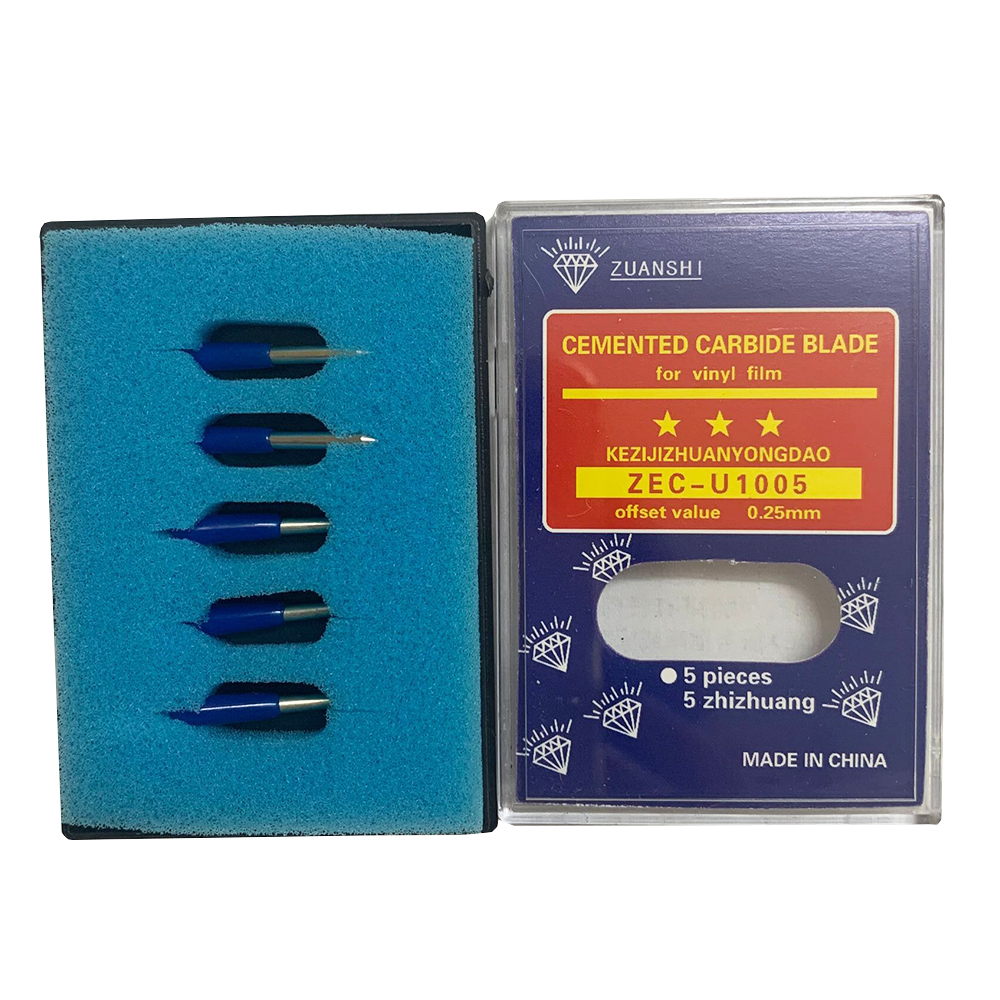 ZUANSHI
CEMENTED CARBIDE BLADE
for vinyl film
KEZIJIZHUANYONGDAO
ZEC-U1005
offset value 0.25mm
5 pieces
5 zhizhuang
MADE IN CHINA